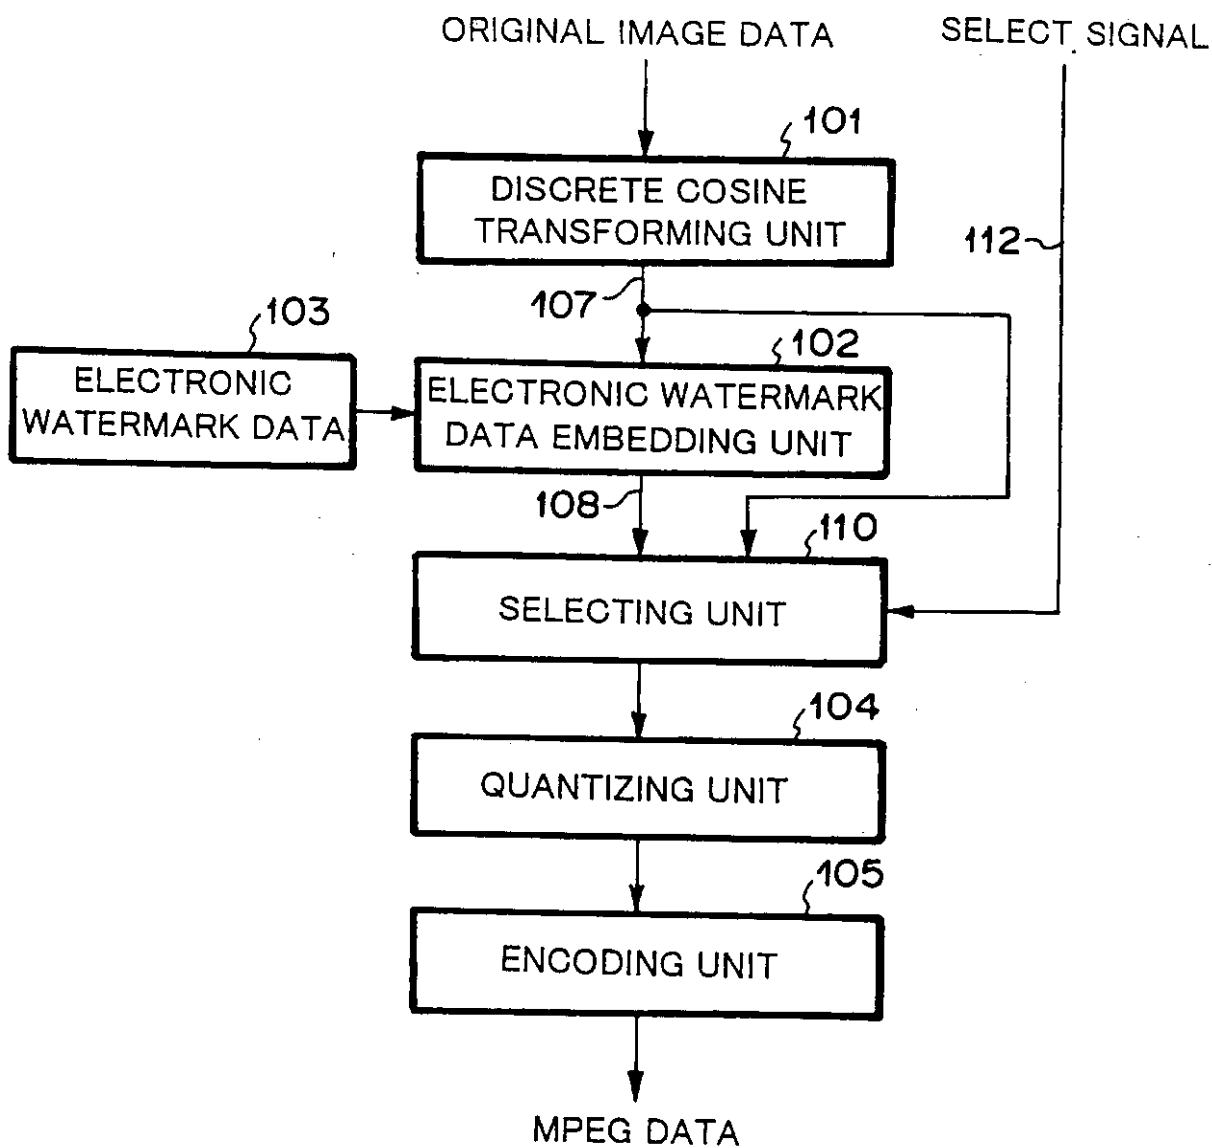 ORIGINAL IMAGE DATA
SELECT SIGNAL
101
DISCRETE COSINE
TRANSFORMING UNIT
112
107
103
102
ELECTRONIC
WATERMARK DATA
ELECTRONIC WATERMARK
DATA EMBEDDING UNIT
108
110
SELECTING UNIT
104
QUANTIZING UNIT
105
ENCODING UNIT
MPEG DATA